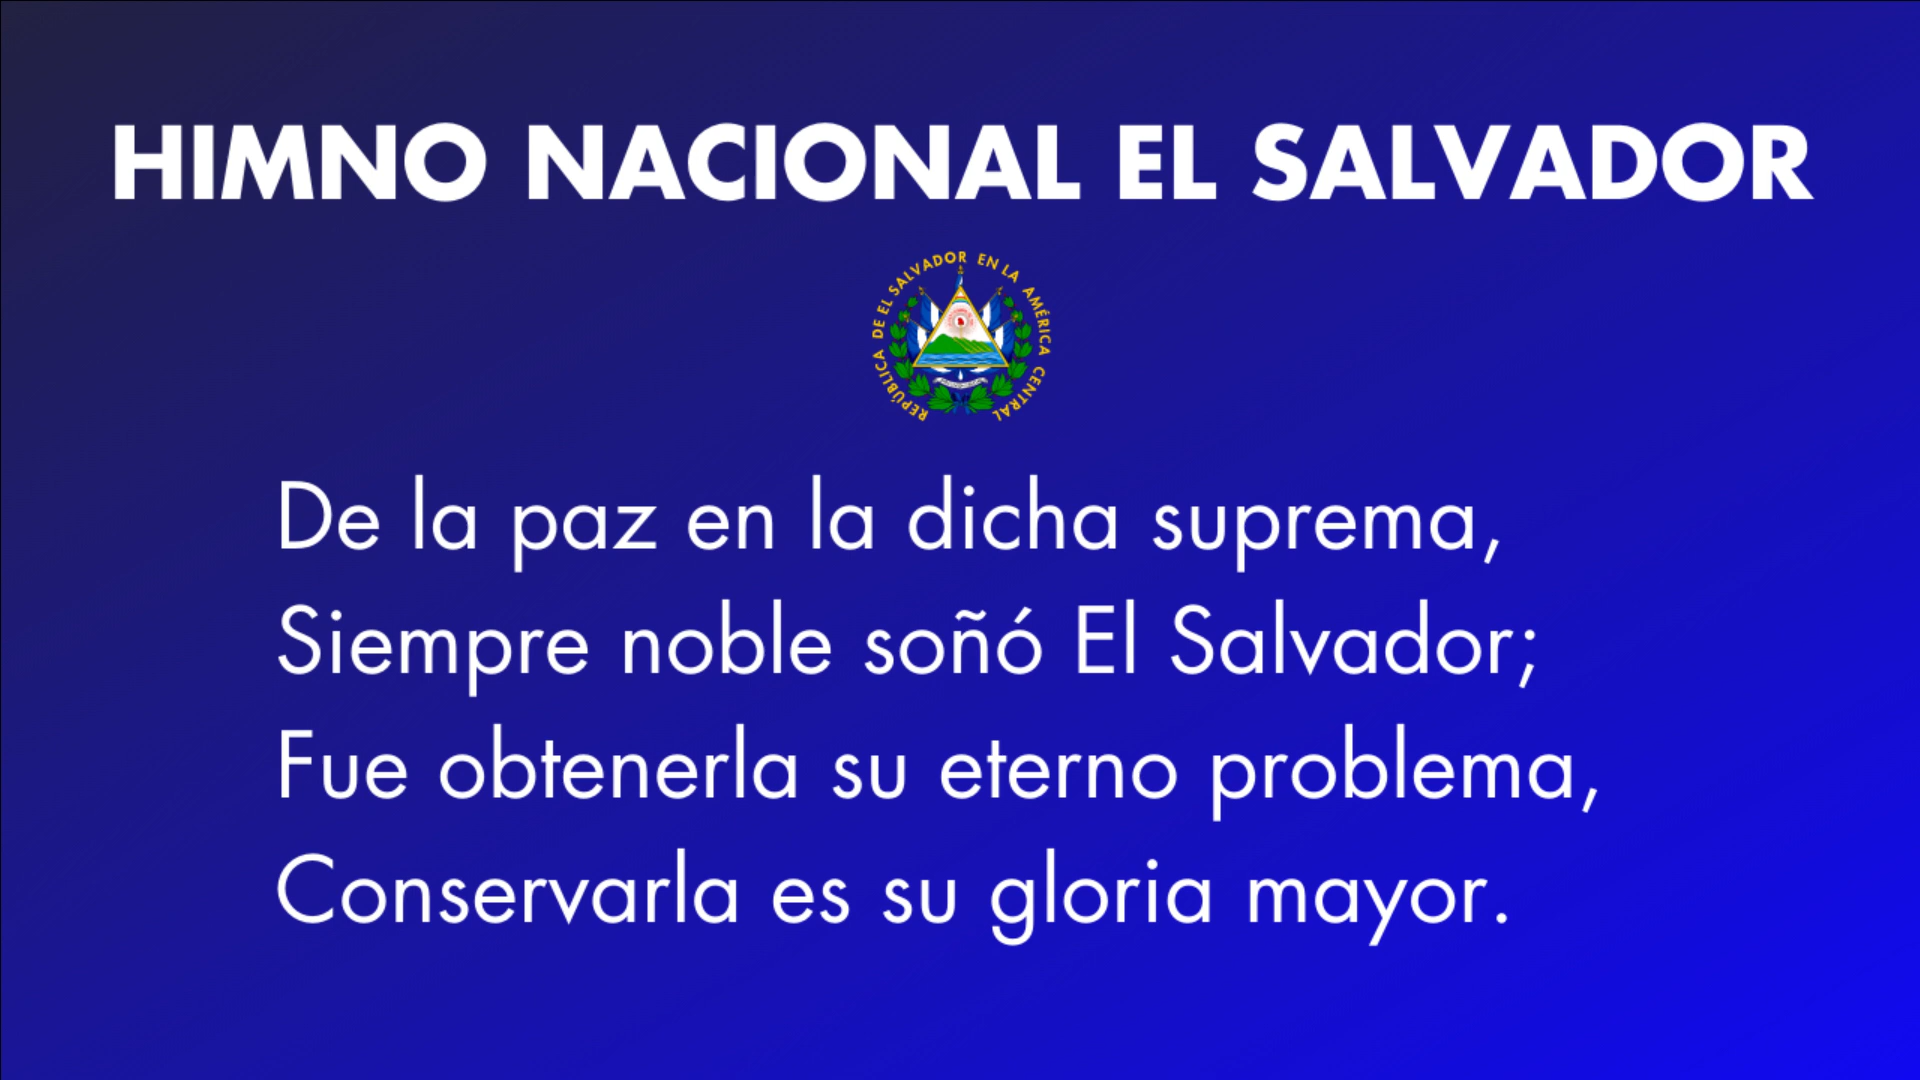 HIMNO NACIONAL EL SALVADOR
REPÚBLICA DE EL SALVADOR EN LA AMÉRICA CENTRAL
De la paz en la dicha suprema,
Siempre noble soñó El Salvador;
Fue obtenerla su eterno problema,
Conservarla es su gloria mayor.